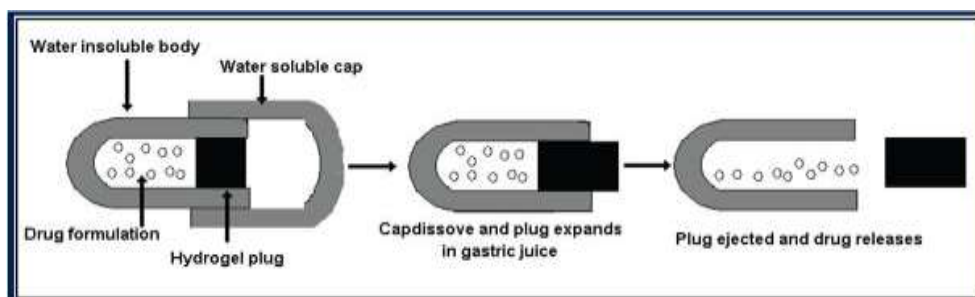 Water insoluble body
Water soluble cap
Drug formulation
Hydrogel plug
Capdissove and plug expands
in gastric juice
Plug ejected and drug releases